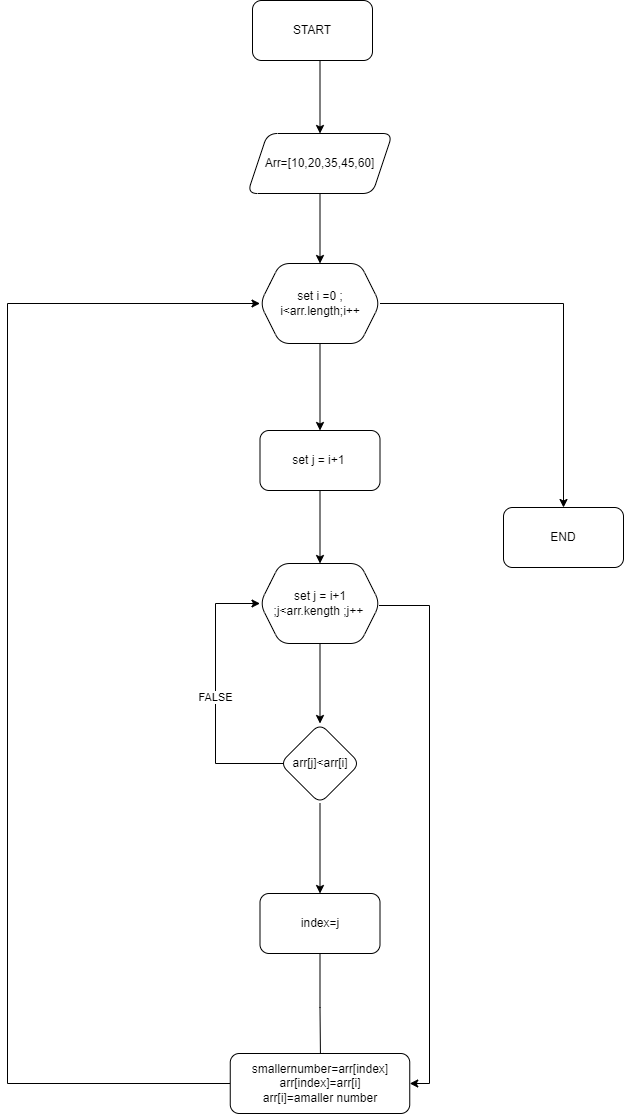 START
Arr=[10,20,35,45,60]
set i =0 ;
i<arr.length;i++
set j = i+1
END
set j = i+1
;j<arr.kength ;j++
FALSE
arr[j]<arr[i]
index=j
smallernumber=arr[index]
arr[index]=arr[i]
arr[i]=amaller number